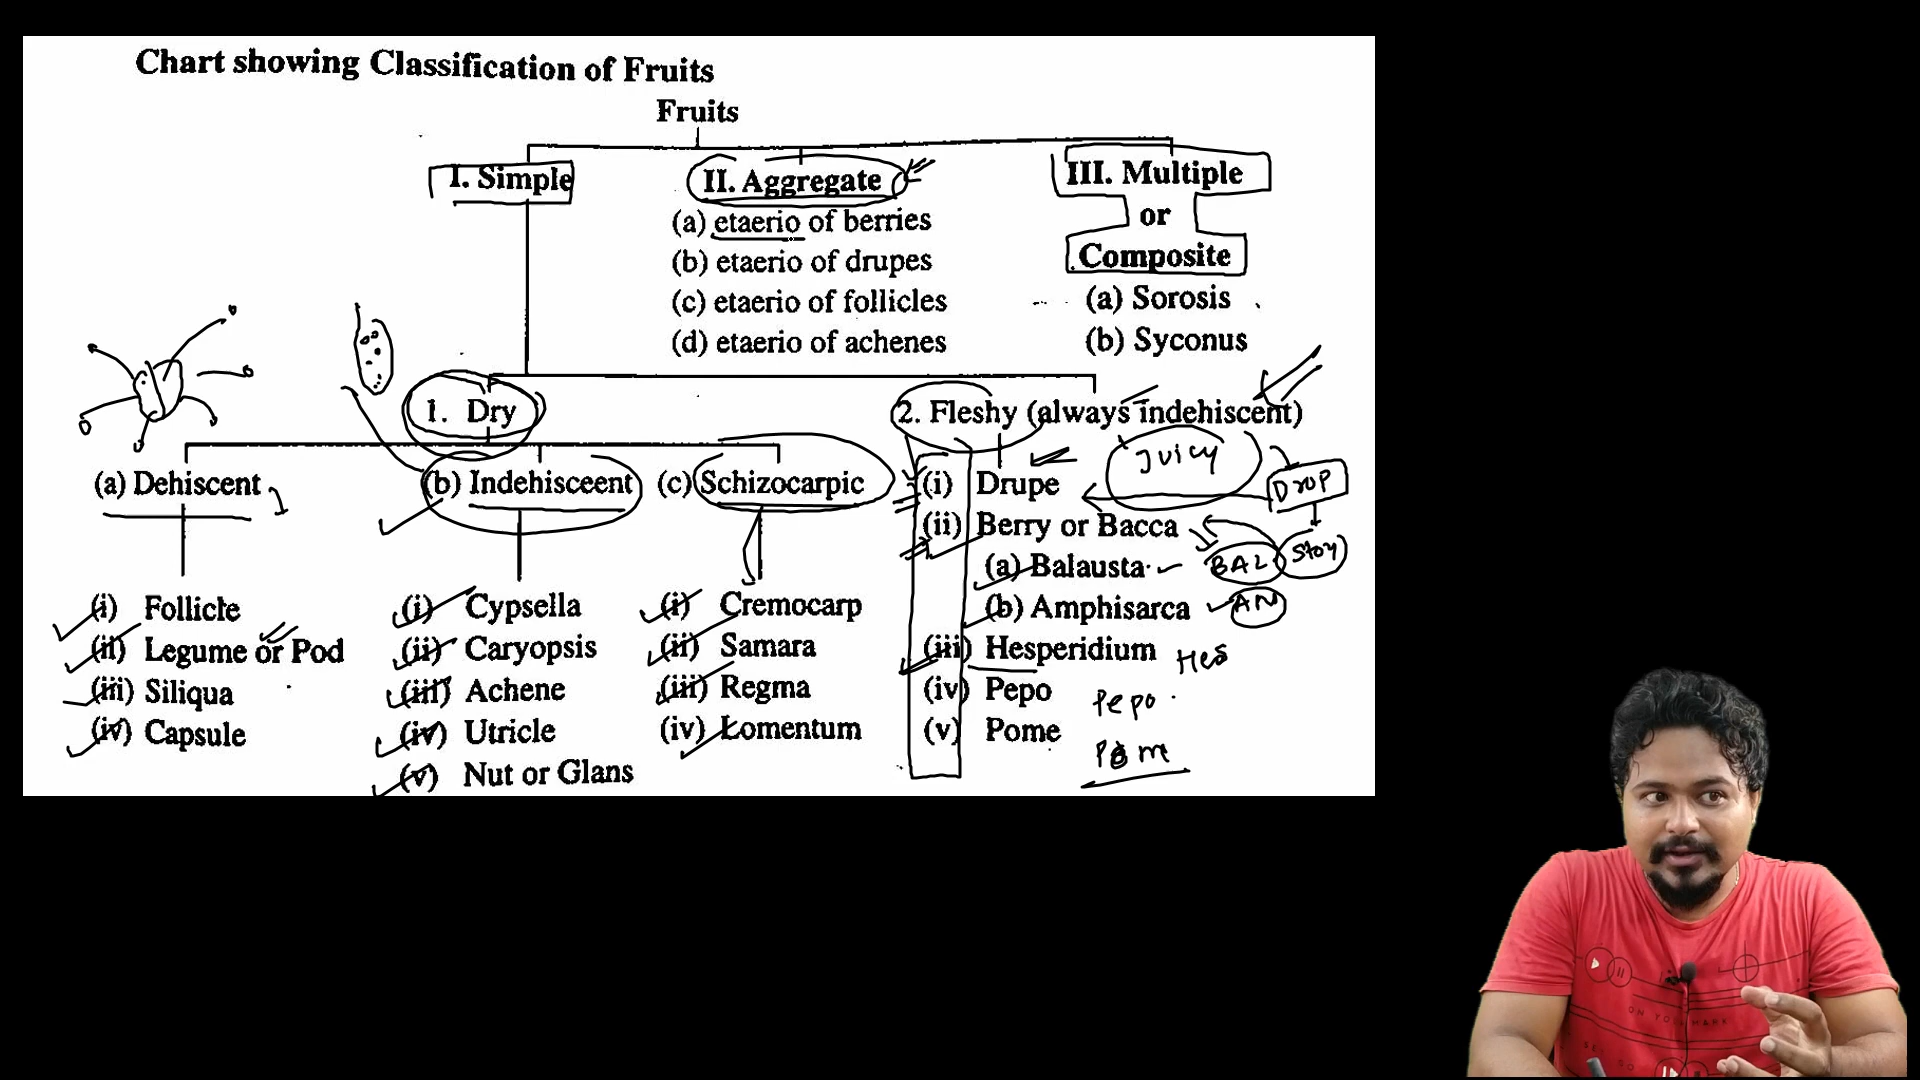 Chart showing Classification of Fruits
Fruits
I. Simple
II. Aggregate
(a) etaerio of berries
(b) etaerio of drupes
(c) etaerio of follicles
(d) etaerio of achenes
III. Multiple
or
Composite
(a) Sorosis
(b) Syconus
1. Dry
2. Fleshy (always indehiscent)
(a) Dehiscent
(i) Follicle
(ii) Legume or Pod
(iii) Siliqua
(iv) Capsule
(b) Indehisceent
(i) Cypsella
(ii) Caryopsis
(iii) Achene
(iv) Utricle
(v) Nut or Glans
(c) Schizocarpic
(i) Cremocarp
(ii) Samara
(iii) Regma
(iv) Lomentum
(i) Drupe
(ii) Berry or Bacca
(a) Balausta
(b) Amphisarca
(iii) Hesperidium
(iv) Pepo
(v) Pome
Juicy
Drop
BAL
Stoy
AN
Hes
Pepo
Pom
ON YOU MARK